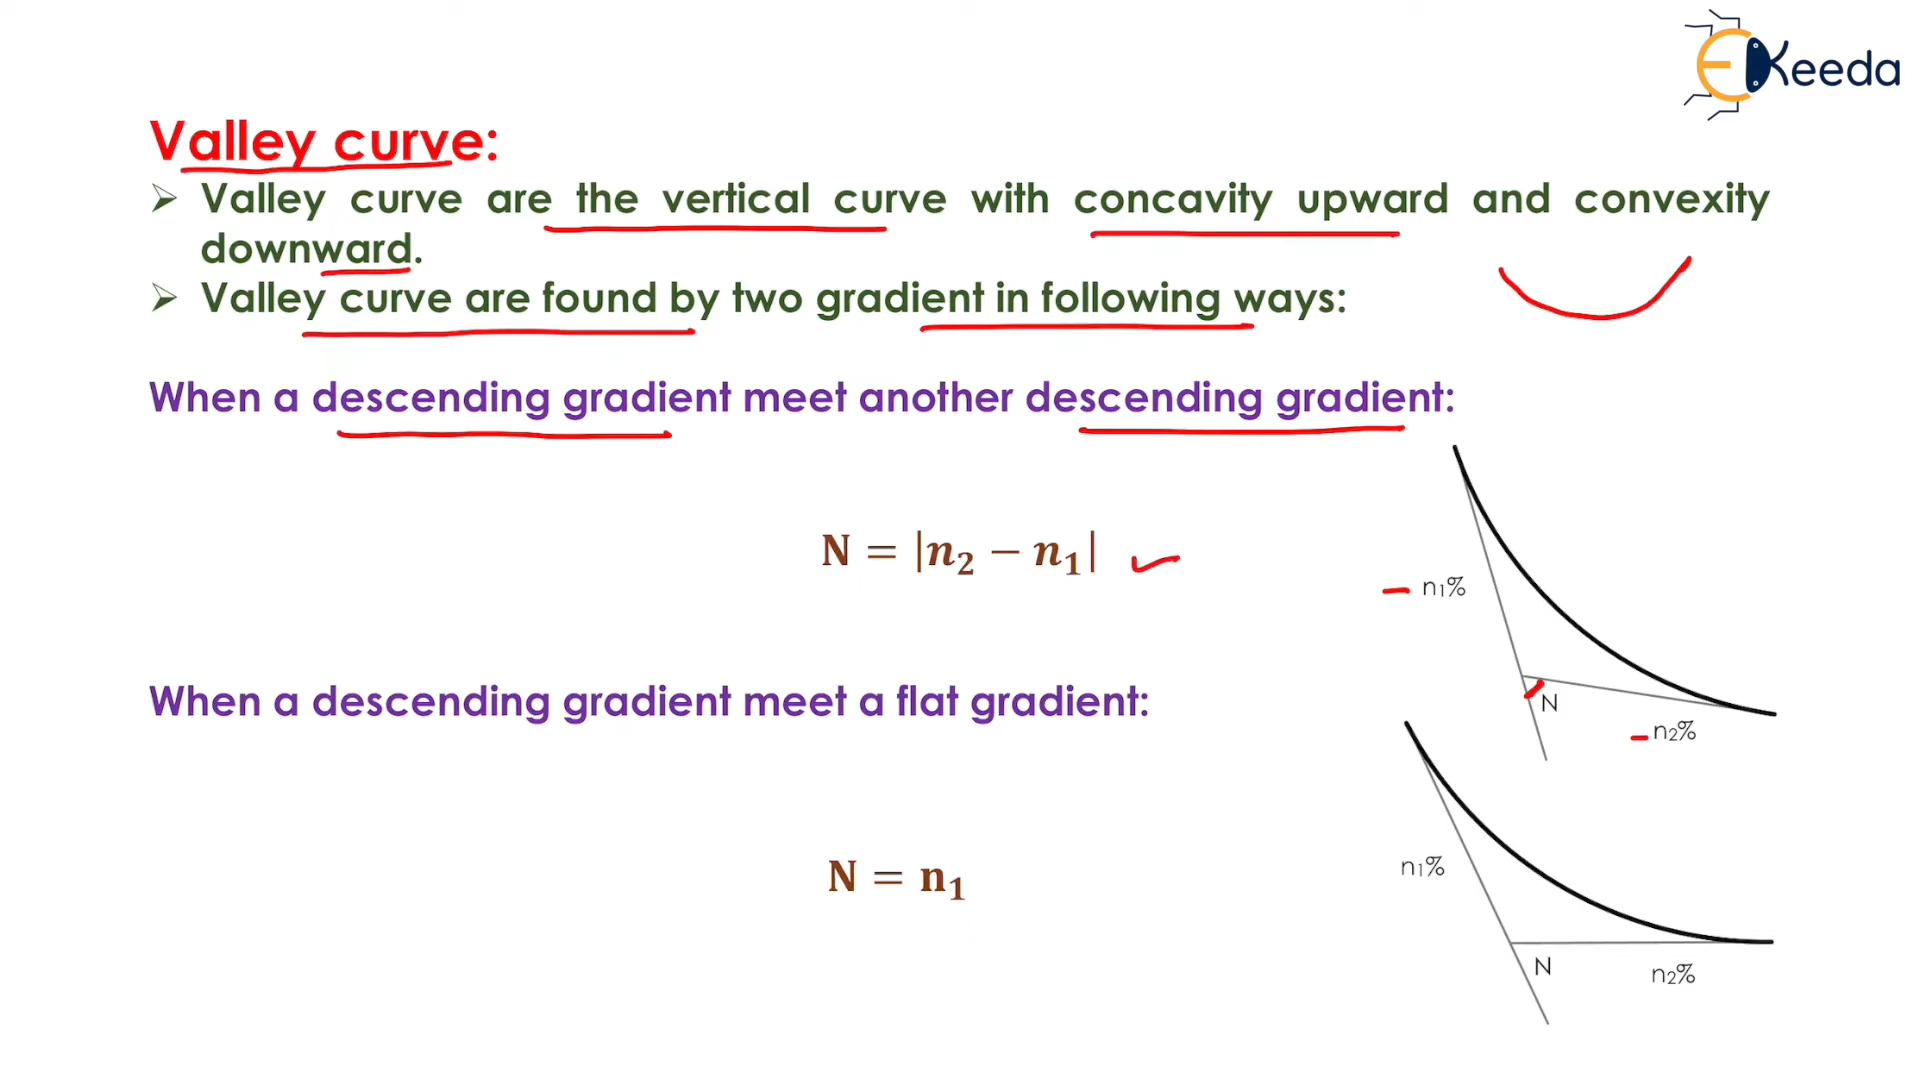 EKeeda
Valley curve:
➢ Valley curve are the vertical curve with concavity upward and convexity
downward.
➢ Valley curve are found by two gradient in following ways:
When a descending gradient meet another descending gradient:
N = |n₂ − n₁|
− n₁%
N
− n₂%
When a descending gradient meet a flat gradient:
n₁%
N = n₁
N
n₂%